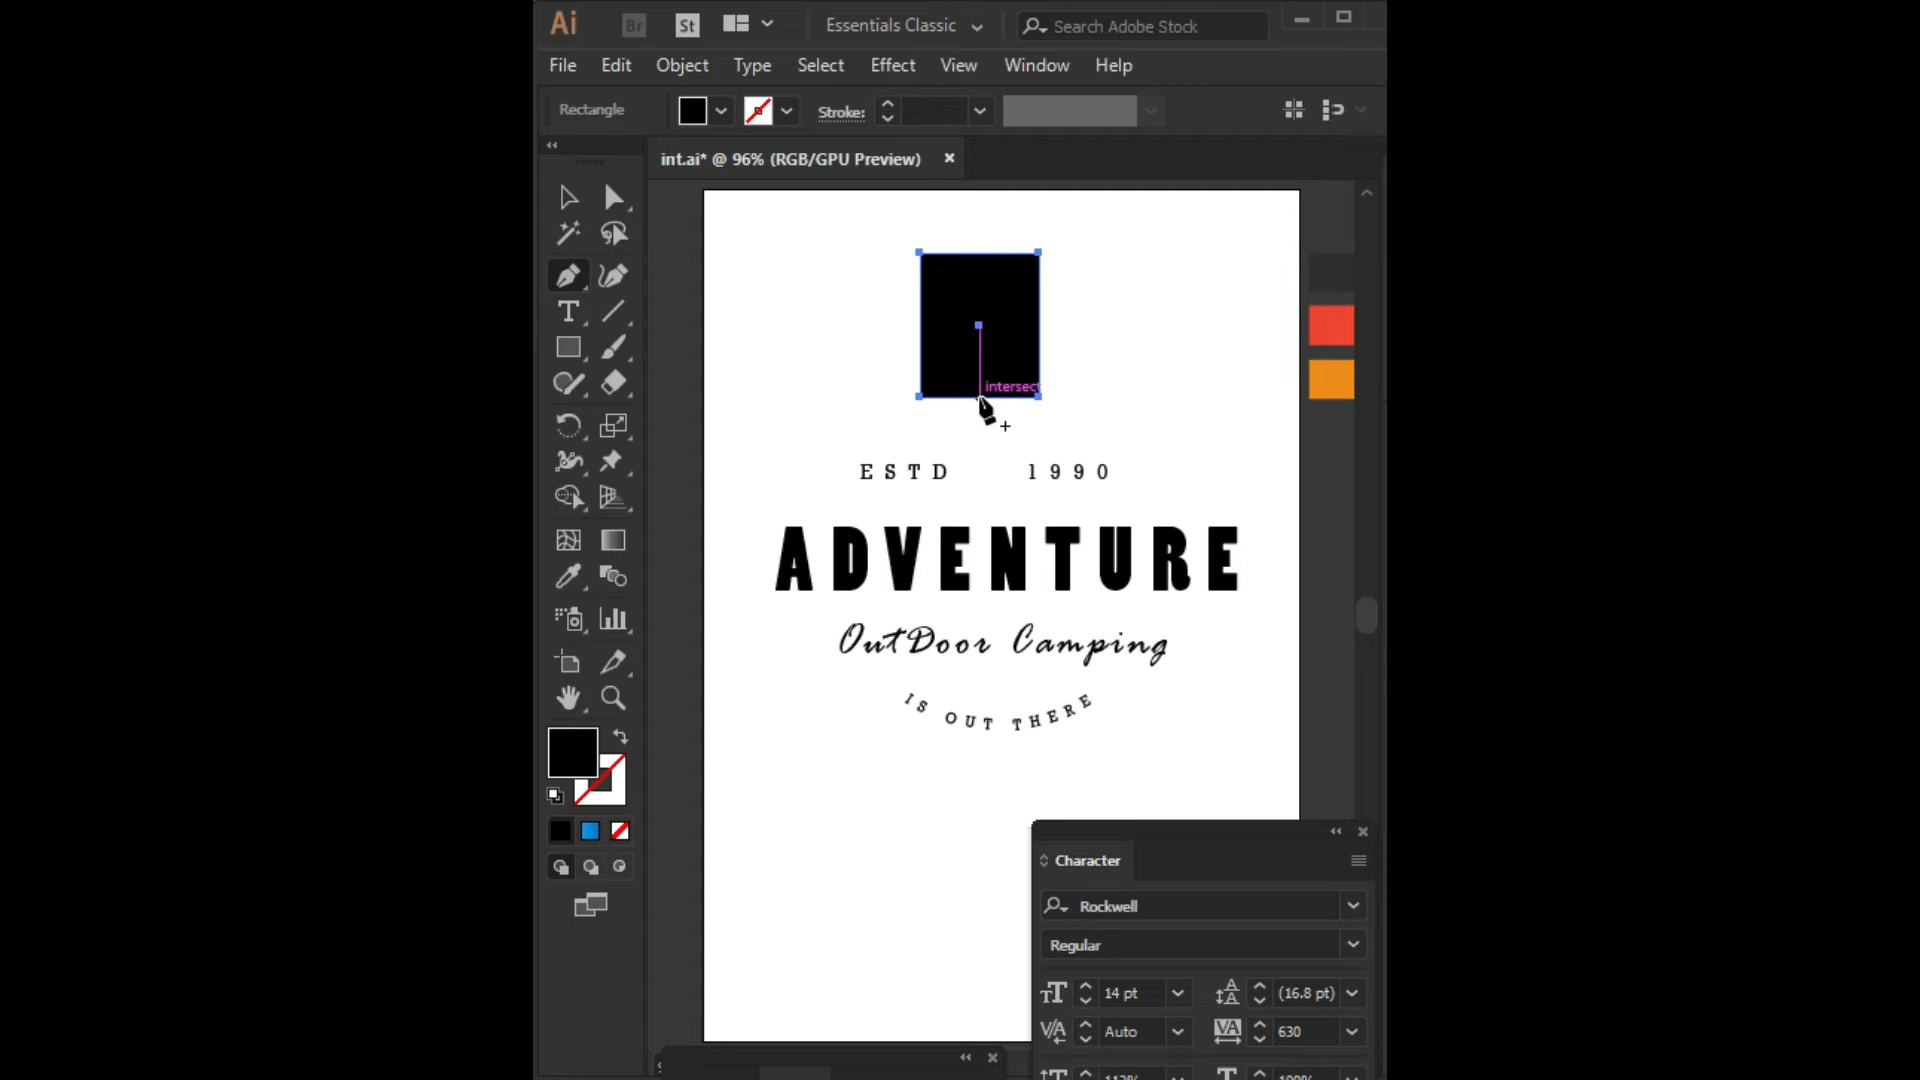 Ai Br St Essentials Classic Search Adobe Stock
File Edit Object Type Select Effect View Window Help
Rectangle Stroke:
int.ai* @ 96% (RGB/GPU Preview)
intersect
ESTD 1990
ADVENTURE
OutDoor Camping
IS OUT THERE
Character
Rockwell
Regular
14 pt (16.8 pt)
Auto 630